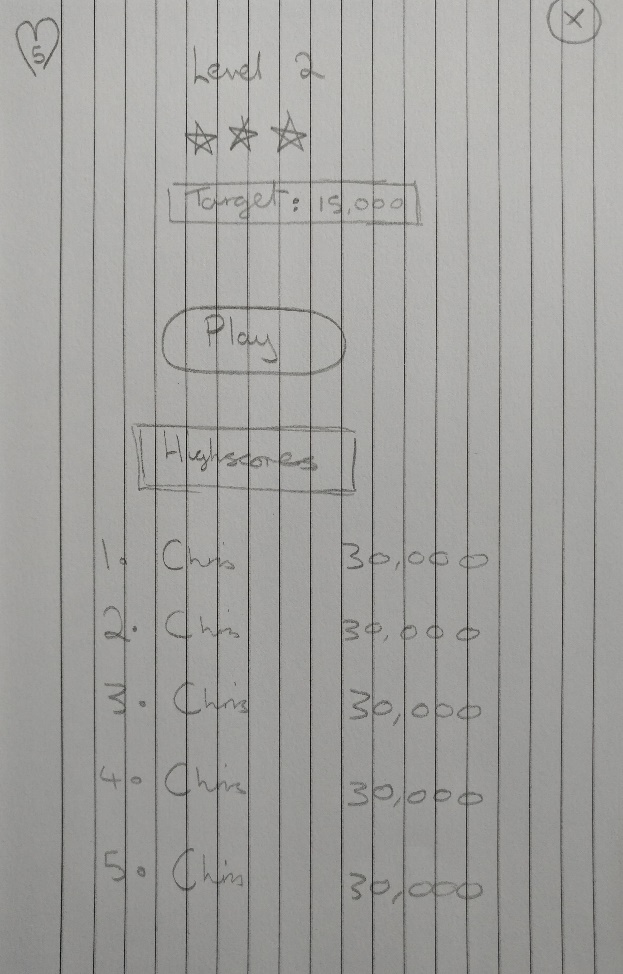 5
X
Level 2
Target: 15,000
Play
Highscores
1. Chris 30,000
2. Chris 30,000
3. Chris 30,000
4. Chris 30,000
5. Chris 30,000